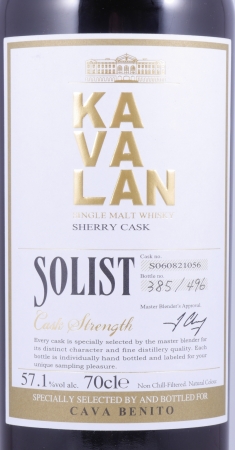 KA
VA
LAN
SINGLE MALT WHISKY
SHERRY CASK
SOLIST
Cask no.
S060821056
Bottle no.
385/496
Master Blender's Approval
Cask Strength
Every cask is specially selected by the master blender for
its distinct character and fine distillery quality. Each
bottle is individually hand bottled and labeled for your
unique sampling pleasure.
57.1%vol alc. 70cl e Non Chill-Filtered. Natural Colour.
SPECIALLY SELECTED BY AND BOTTLED FOR
CAVA BENITO